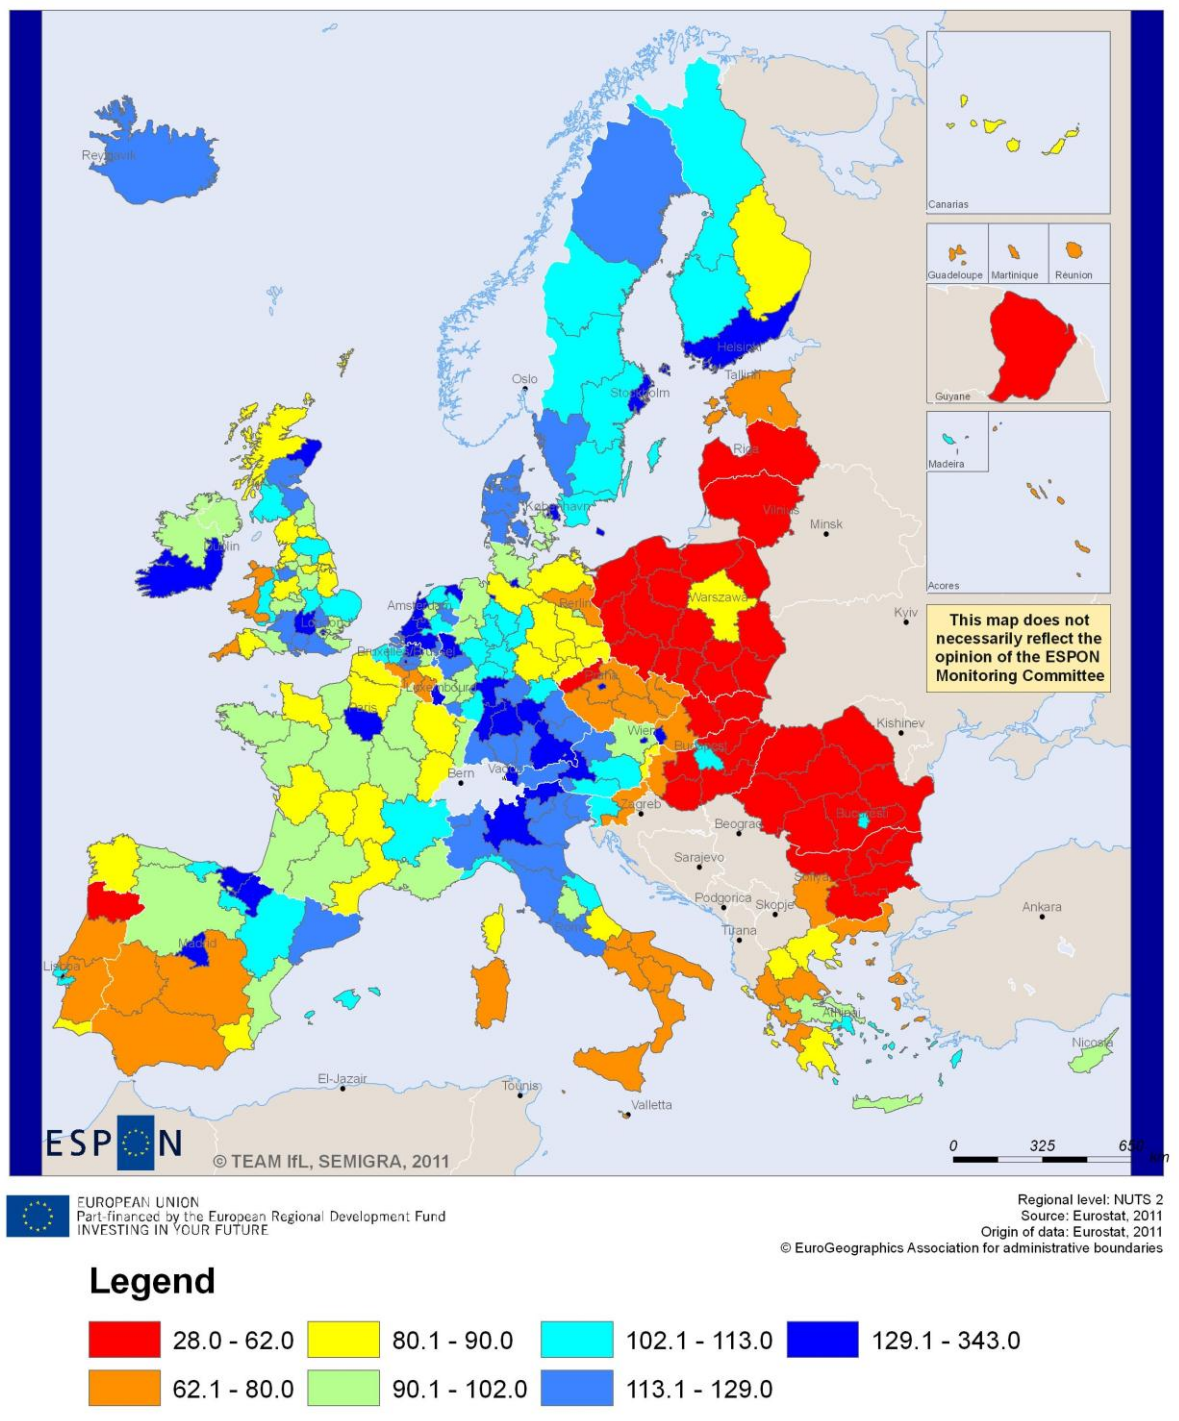 Reykjavik
Canarias
Guadeloupe
Martinique
Réunion
Guyane
Madeira
Acores
Oslo
Helsinki
Tallinn
Stockholm
Riga
København
Vilnius
Minsk
Dublin
Amsterdam
Berlin
Warszawa
London
Kyiv
This map does not
necessarily reflect the
opinion of the ESPON
Monitoring Committee
Bruxelles/Brussel
Praha
Luxembourg
Paris
Wien
Kishinev
Bern
Vaduz
Budapest
Zagreb
Beograd
Bucuresti
Sarajevo
Sofiya
Podgorica
Skopje
Ankara
Tirana
Roma
Madrid
Lisboa
Athinai
Nicosia
El-Jazair
Tounis
Valletta
ESPON
© TEAM IfL, SEMIGRA, 2011
0 325 650
km
EUROPEAN UNION
Part-financed by the European Regional Development Fund
INVESTING IN YOUR FUTURE
Regional level: NUTS 2
Source: Eurostat, 2011
Origin of data: Eurostat, 2011
© EuroGeographics Association for administrative boundaries
Legend
28.0 - 62.0 80.1 - 90.0 102.1 - 113.0 129.1 - 343.0
62.1 - 80.0 90.1 - 102.0 113.1 - 129.0